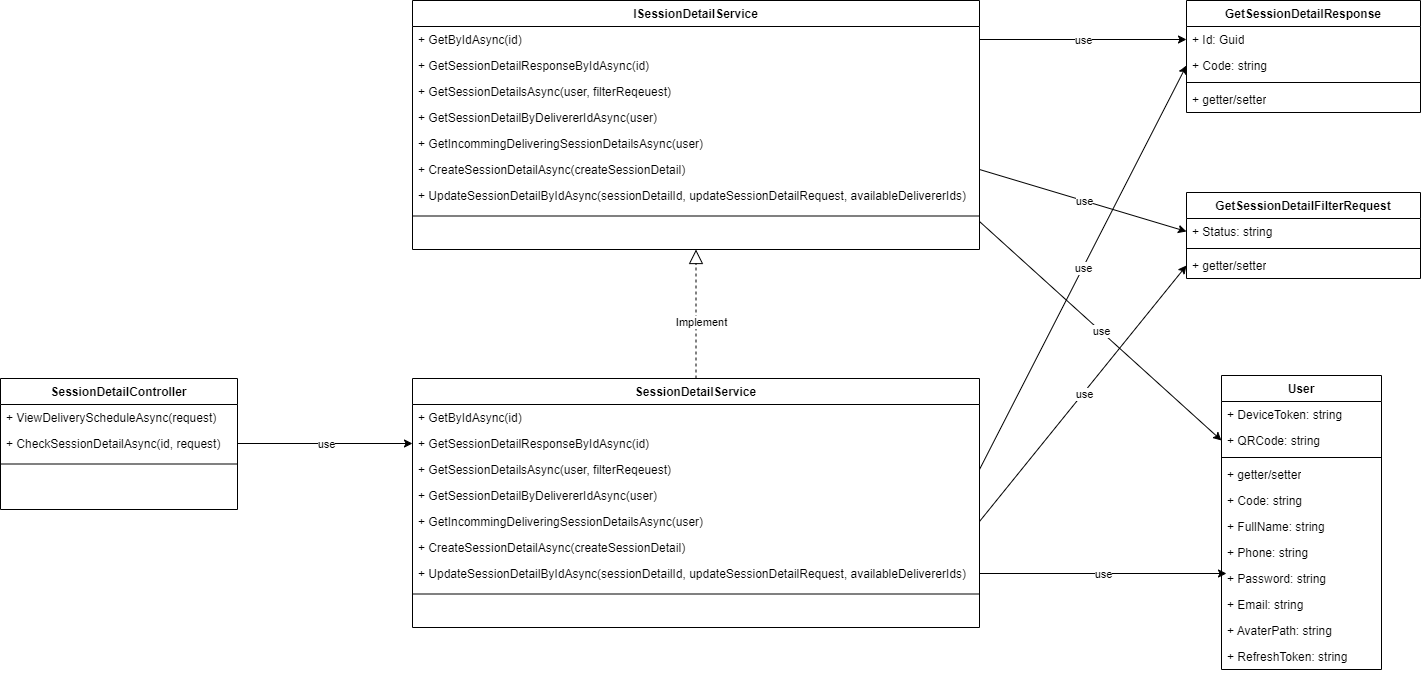 ISessionDetailService
+ GetByIdAsync(id)
+ GetSessionDetailResponseByIdAsync(id)
+ GetSessionDetailsAsync(user, filterReqeuest)
+ GetSessionDetailByDelivererIdAsync(user)
+ GetIncommingDeliveringSessionDetailsAsync(user)
+ CreateSessionDetailAsync(createSessionDetail)
+ UpdateSessionDetailByIdAsync(sessionDetailId, updateSessionDetailRequest, availableDelivererIds)
use
use
use
use
use
GetSessionDetailResponse
+ Id: Guid
+ Code: string
+ getter/setter
GetSessionDetailFilterRequest
+ Status: string
+ getter/setter
Implement
SessionDetailController
+ ViewDeliveryScheduleAsync(request)
+ CheckSessionDetailAsync(id, request)
use
SessionDetailService
+ GetByIdAsync(id)
+ GetSessionDetailResponseByIdAsync(id)
+ GetSessionDetailsAsync(user, filterReqeuest)
+ GetSessionDetailByDelivererIdAsync(user)
+ GetIncommingDeliveringSessionDetailsAsync(user)
+ CreateSessionDetailAsync(createSessionDetail)
+ UpdateSessionDetailByIdAsync(sessionDetailId, updateSessionDetailRequest, availableDelivererIds)
use
User
+ DeviceToken: string
+ QRCode: string
+ getter/setter
+ Code: string
+ FullName: string
+ Phone: string
+ Password: string
+ Email: string
+ AvaterPath: string
+ RefreshToken: string